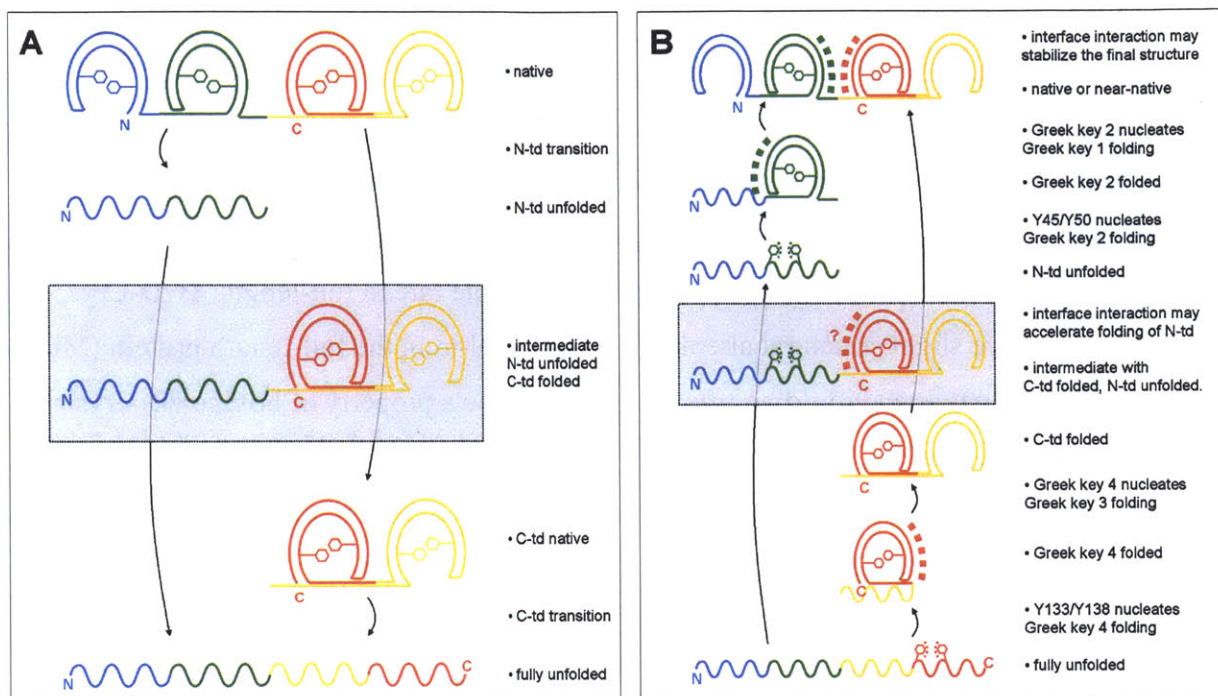 A
N
C
• native
• N-td transition
N
• N-td unfolded
N
C
• intermediate
N-td unfolded
C-td folded
C
• C-td native
• C-td transition
N
C
• fully unfolded
B
N
C
• interface interaction may
stabilize the final structure
• native or near-native
• Greek key 2 nucleates
Greek key 1 folding
N
• Greek key 2 folded
• Y45/Y50 nucleates
Greek key 2 folding
N
• N-td unfolded
?
N
C
• interface interaction may
accelerate folding of N-td
• intermediate with
C-td folded, N-td unfolded.
C
• C-td folded
• Greek key 4 nucleates
Greek key 3 folding
C
• Greek key 4 folded
• Y133/Y138 nucleates
Greek key 4 folding
N
C
• fully unfolded